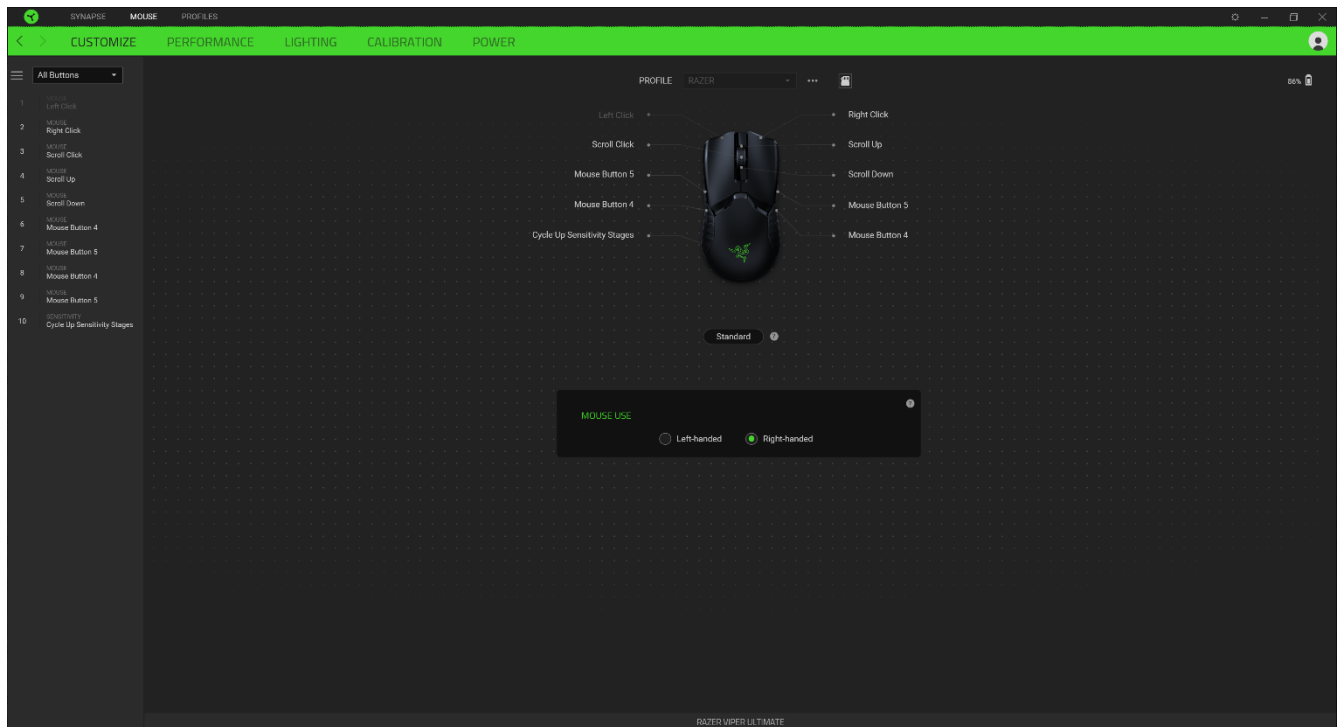 SYNAPSE MOUSE PROFILES
CUSTOMIZE PERFORMANCE LIGHTING CALIBRATION POWER
All Buttons
PROFILE RAZER
86%
1 MOUSE
Left Click
2 MOUSE
Right Click
3 MOUSE
Scroll Click
4 MOUSE
Scroll Up
5 MOUSE
Scroll Down
6 MOUSE
Mouse Button 4
7 MOUSE
Mouse Button 5
8 MOUSE
Mouse Button 4
9 MOUSE
Mouse Button 5
10 SENSITIVITY
Cycle Up Sensitivity Stages
Left Click
Scroll Click
Mouse Button 5
Mouse Button 4
Cycle Up Sensitivity Stages
Right Click
Scroll Up
Scroll Down
Mouse Button 5
Mouse Button 4
Standard ?
?
MOUSE USE
Left-handed Right-handed
RAZER VIPER ULTIMATE